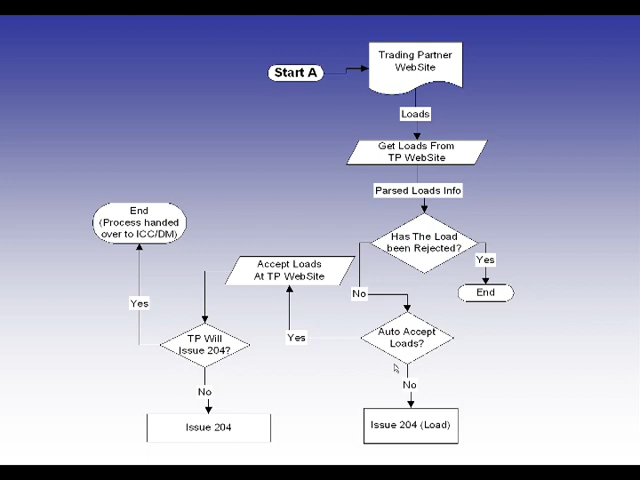 Start A
Trading Partner
WebSite
Loads
Get Loads From
TP WebSite
Parsed Loads Info
Has The Load
been Rejected?
Yes
End
No
Auto Accept
Loads?
Yes
No
Issue 204 (Load)
Accept Loads
At TP WebSite
TP Will
Issue 204?
Yes
End
(Process handed
over to ICC/DM)
No
Issue 204